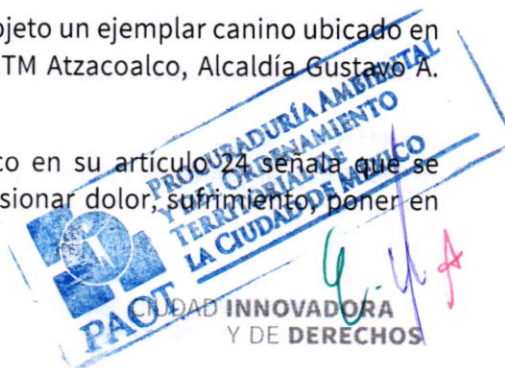 ojeto un ejemplar canino ubicado en
TM Atzacoalco, Alcaldía Gustavo A.
co en su artículo 24 señala que se
sionar dolor, sufrimiento, poner en
PROCURADURÍA AMBIENTAL
Y DEL ORDENAMIENTO
TERRITORIAL DE
LA CIUDAD DE MÉXICO
PAOT
CIUDAD INNOVADORA
Y DE DERECHOS